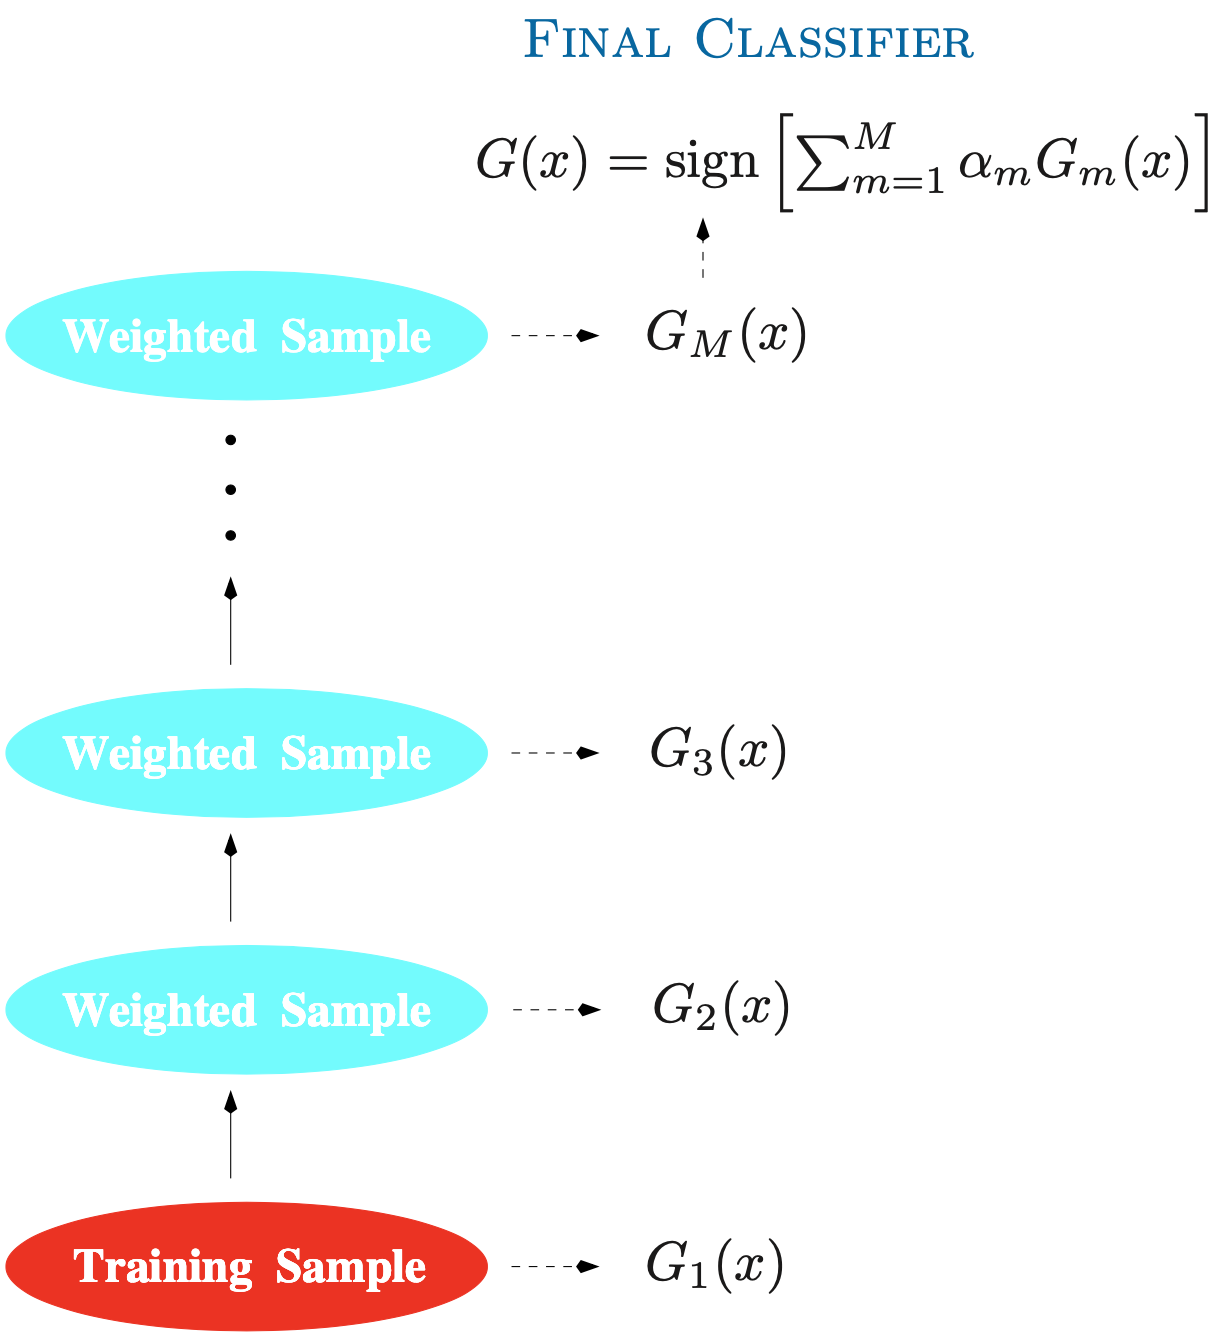 FINAL CLASSIFIER
G(x) = sign [∑_{m=1}^{M} α_m G_m(x)]
Weighted Sample G_M(x)
Weighted Sample G_3(x)
Weighted Sample G_2(x)
Training Sample G_1(x)